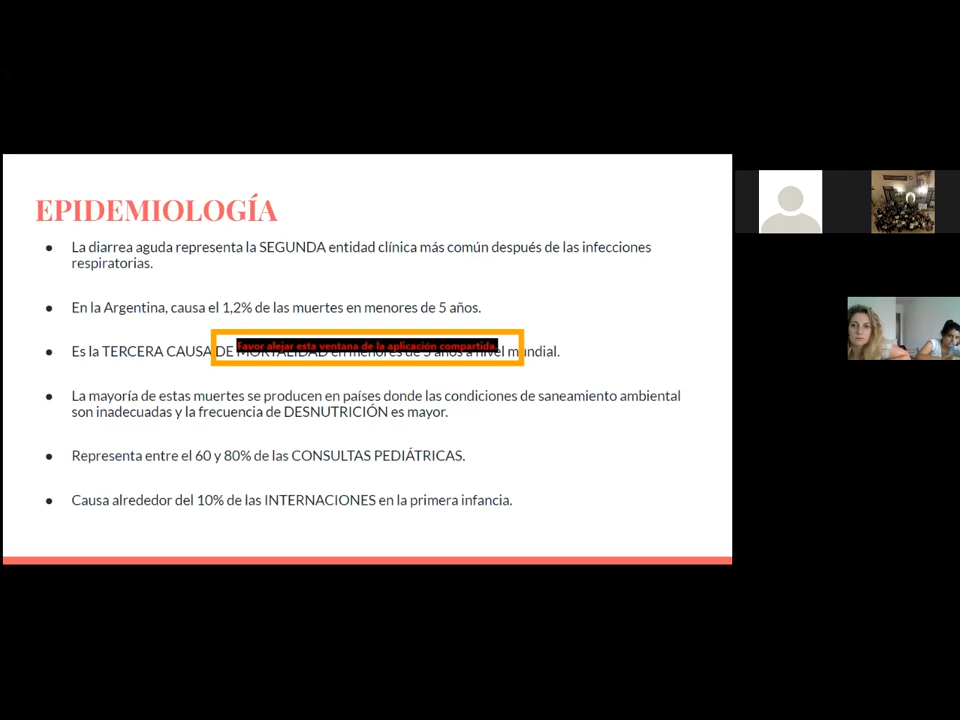 EPIDEMIOLOGÍA
● La diarrea aguda representa la SEGUNDA entidad clínica más común después de las infecciones
respiratorias.
● En la Argentina, causa el 1,2% de las muertes en menores de 5 años.
● Es la TERCERA CAUSA DE MORTALIDAD en menores de 5 años a nivel mundial.
Favor alejar esta ventana de la aplicación compartida.
● La mayoría de estas muertes se producen en países donde las condiciones de saneamiento ambiental
son inadecuadas y la frecuencia de DESNUTRICIÓN es mayor.
● Representa entre el 60 y 80% de las CONSULTAS PEDIÁTRICAS.
● Causa alrededor del 10% de las INTERNACIONES en la primera infancia.